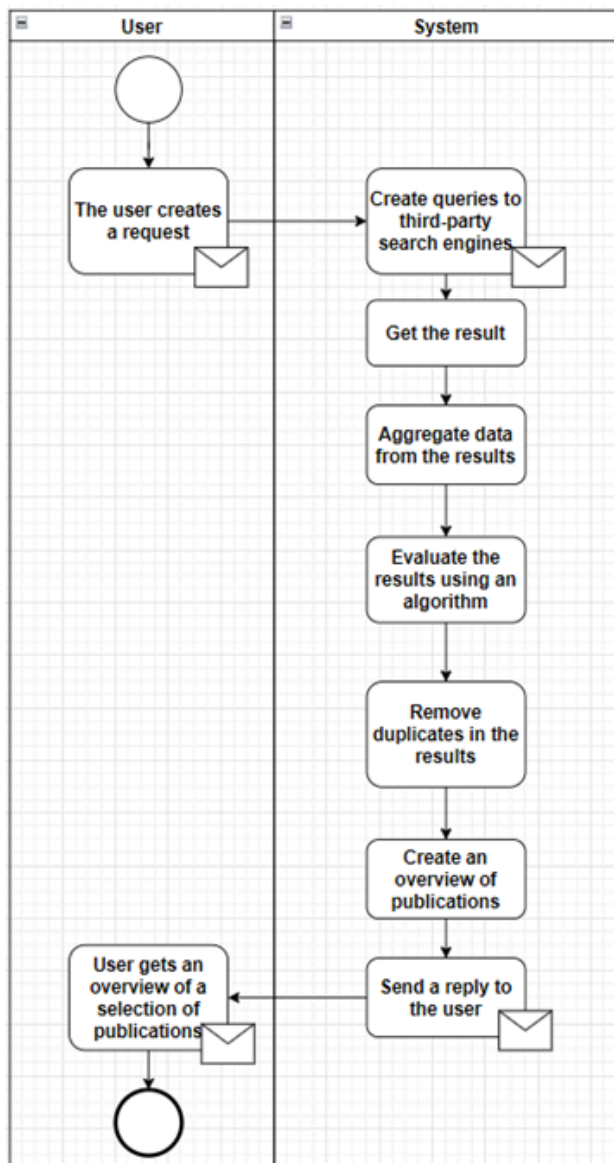 User
System
The user creates
a request
Create queries to
third-party
search engines
Get the result
Aggregate data
from the results
Evaluate the
results using an
algorithm
Remove
duplicates in the
results
Create an
overview of
publications
Send a reply to
the user
User gets an
overview of a
selection of
publications